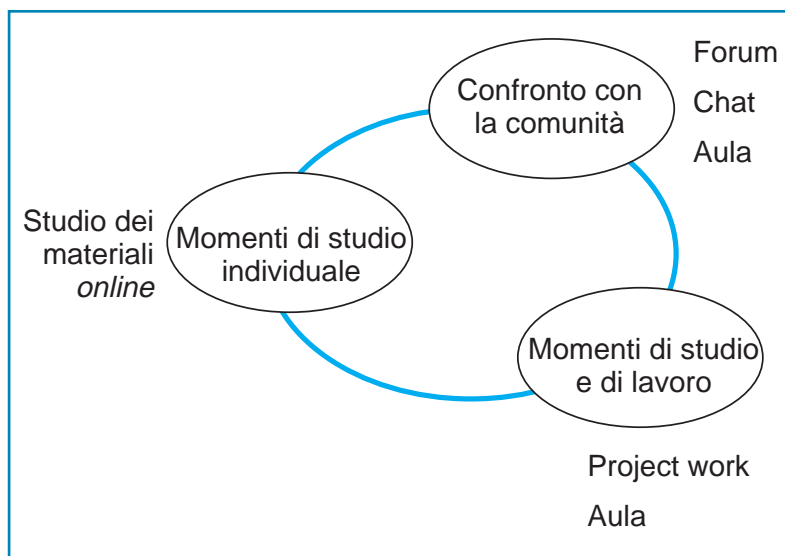 Forum
Chat
Aula
Confronto con
la comunità
Studio dei
materiali
online
Momenti di studio
individuale
Momenti di studio
e di lavoro
Project work
Aula